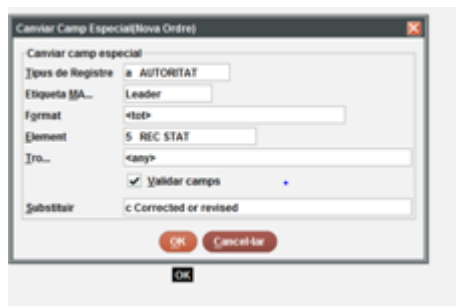 Canviar Camp Especial(Nova Ordre)
Canviar camp especial
Tipus de Registre a AUTORITAT
Etiqueta MA... Leader
Format <tot>
Element 5 REC STAT
Tro... <any>
Validar camps
Substituir c Corrected or revised
OK Cancel·lar
OK